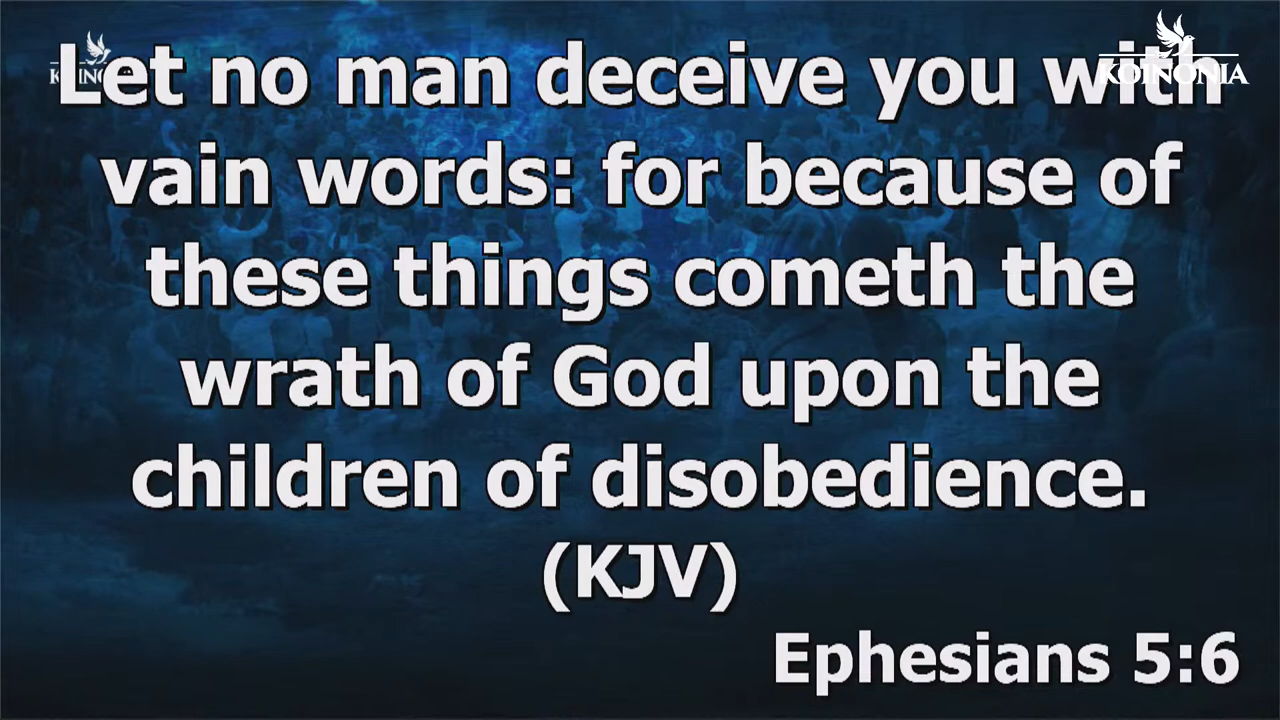 Let no man deceive you with
vain words: for because of
these things cometh the
wrath of God upon the
children of disobedience.
(KJV)
Ephesians 5:6
KOINONIA